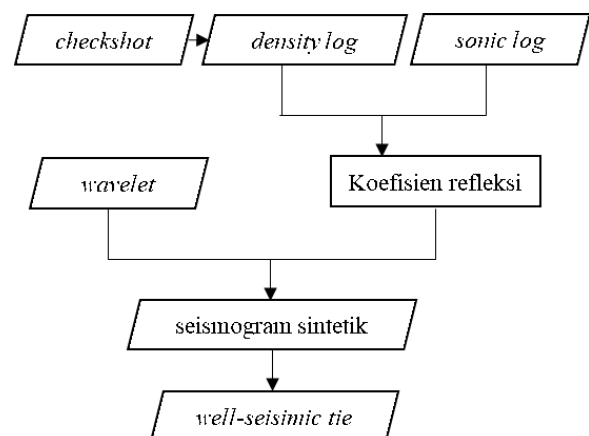 checkshot
density log
sonic log
wavelet
Koefisien refleksi
seismogram sintetik
well-seisimic tie